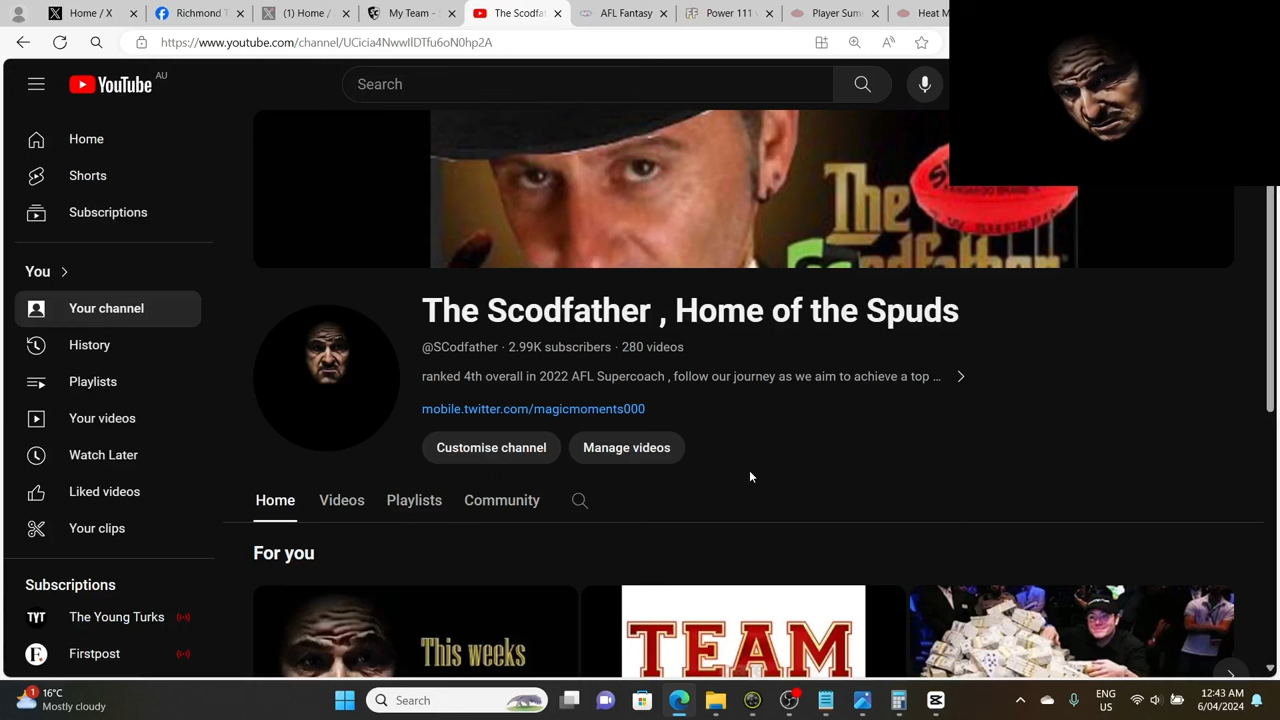 Home / X
Richmond T
(1) Home /
My Team -
The Scodfat
AFL Fantasy
Power 111 v
Player Sum
Heat M
https://www.youtube.com/channel/UCicia4NwwIlDTfu6oN0hp2A
YouTube AU
Search
Home
Shorts
Subscriptions
You
Your channel
History
Playlists
Your videos
Watch Later
Liked videos
Your clips
Subscriptions
TYT The Young Turks
F. Firstpost
The
The Scodfather , Home of the Spuds
@SCodfather · 2.99K subscribers · 280 videos
ranked 4th overall in 2022 AFL Supercoach , follow our journey as we aim to achieve a top ...
mobile.twitter.com/magicmoments000
Customise channel Manage videos
Home Videos Playlists Community
For you
This weeks
TEAM
1
16°C
Mostly cloudy
Search
ENG
US
12:43 AM
6/04/2024